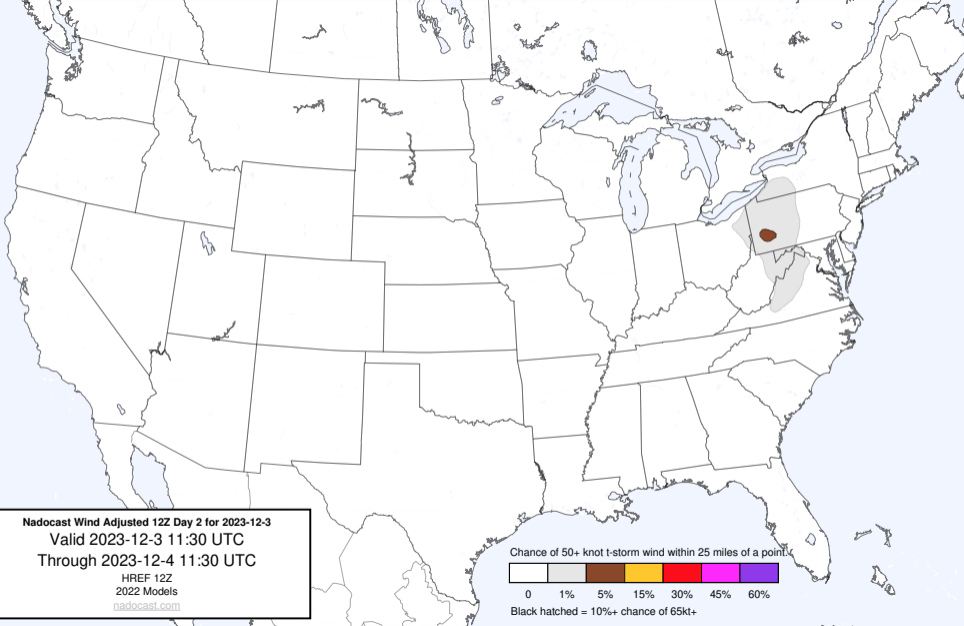 Nadocast Wind Adjusted 12Z Day 2 for 2023-12-3
Valid 2023-12-3 11:30 UTC
Through 2023-12-4 11:30 UTC
HREF 12Z
2022 Models
nadocast.com
Chance of 50+ knot t-storm wind within 25 miles of a point.
0 1% 5% 15% 30% 45% 60%
Black hatched = 10%+ chance of 65kt+